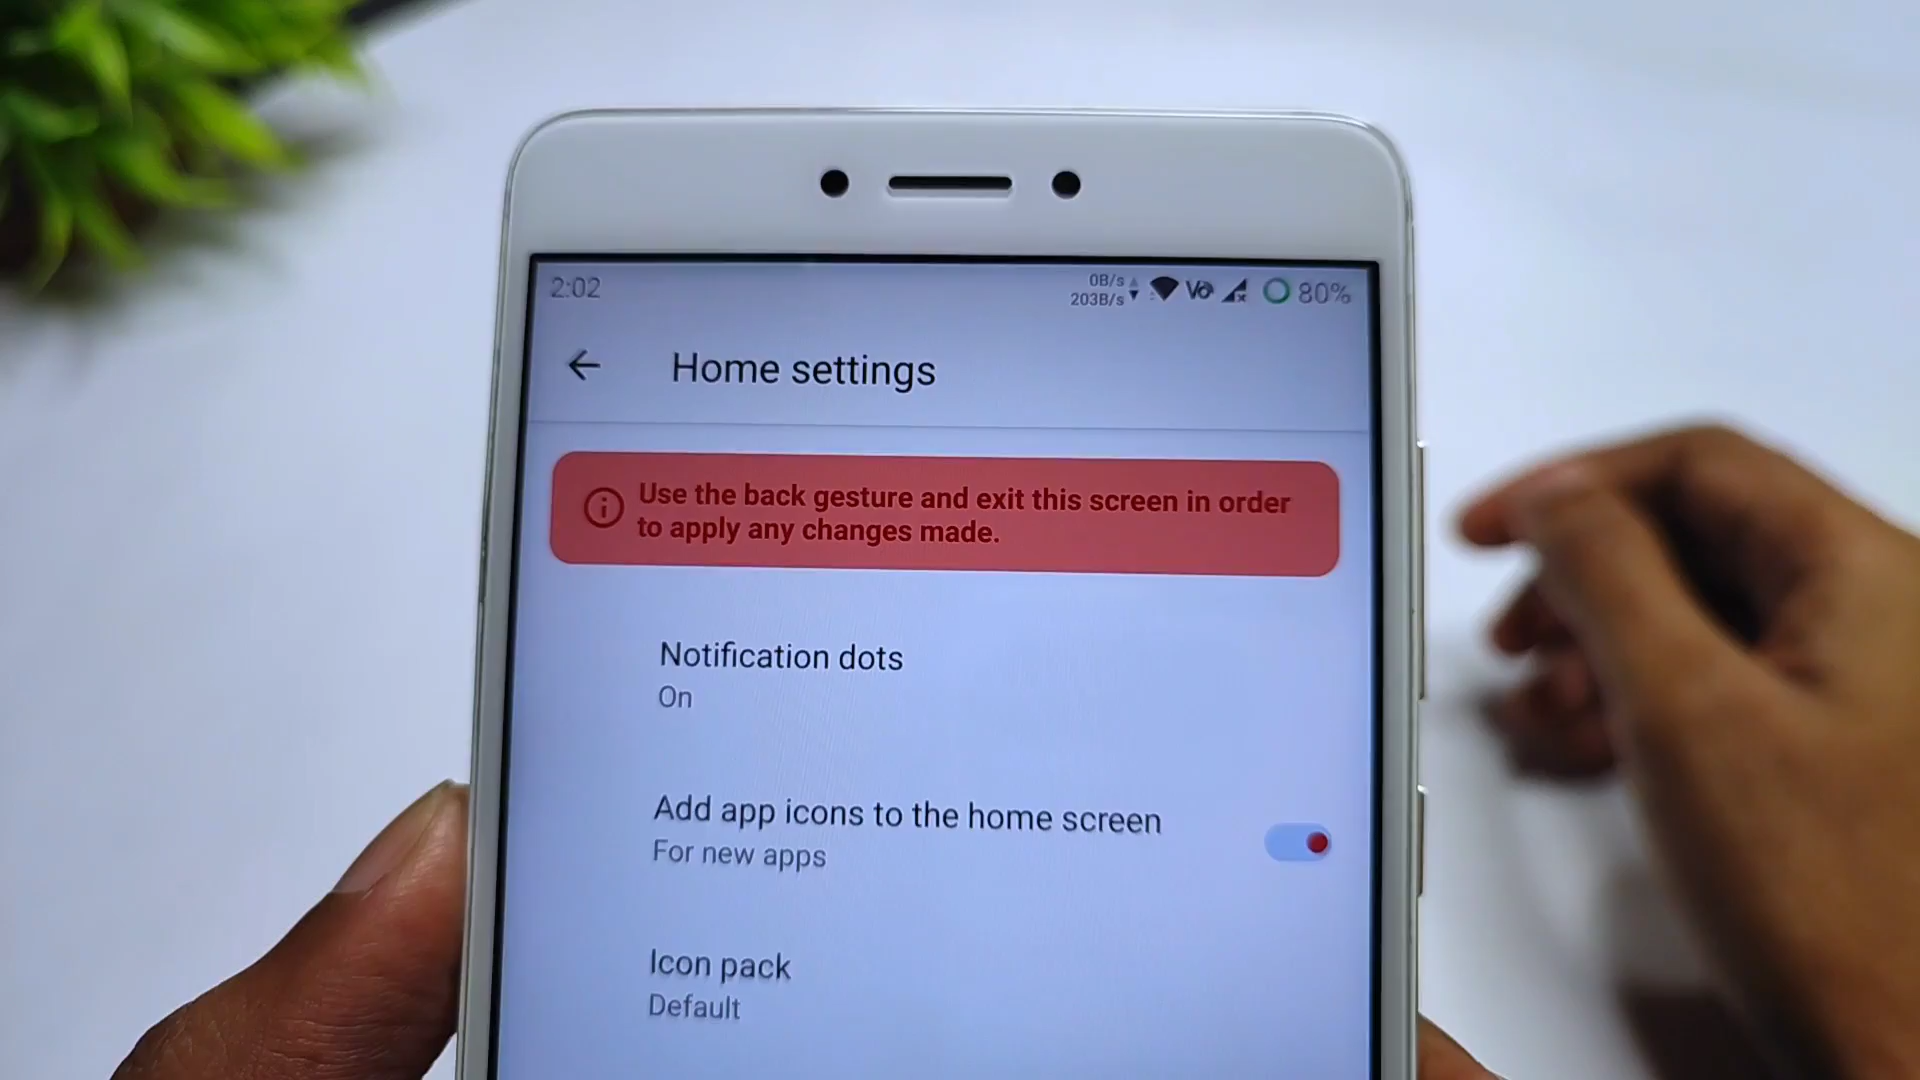 2:02
0B/s
203B/s
Vo
80%
Home settings
Use the back gesture and exit this screen in order
to apply any changes made.
Notification dots
On
Add app icons to the home screen
For new apps
Icon pack
Default